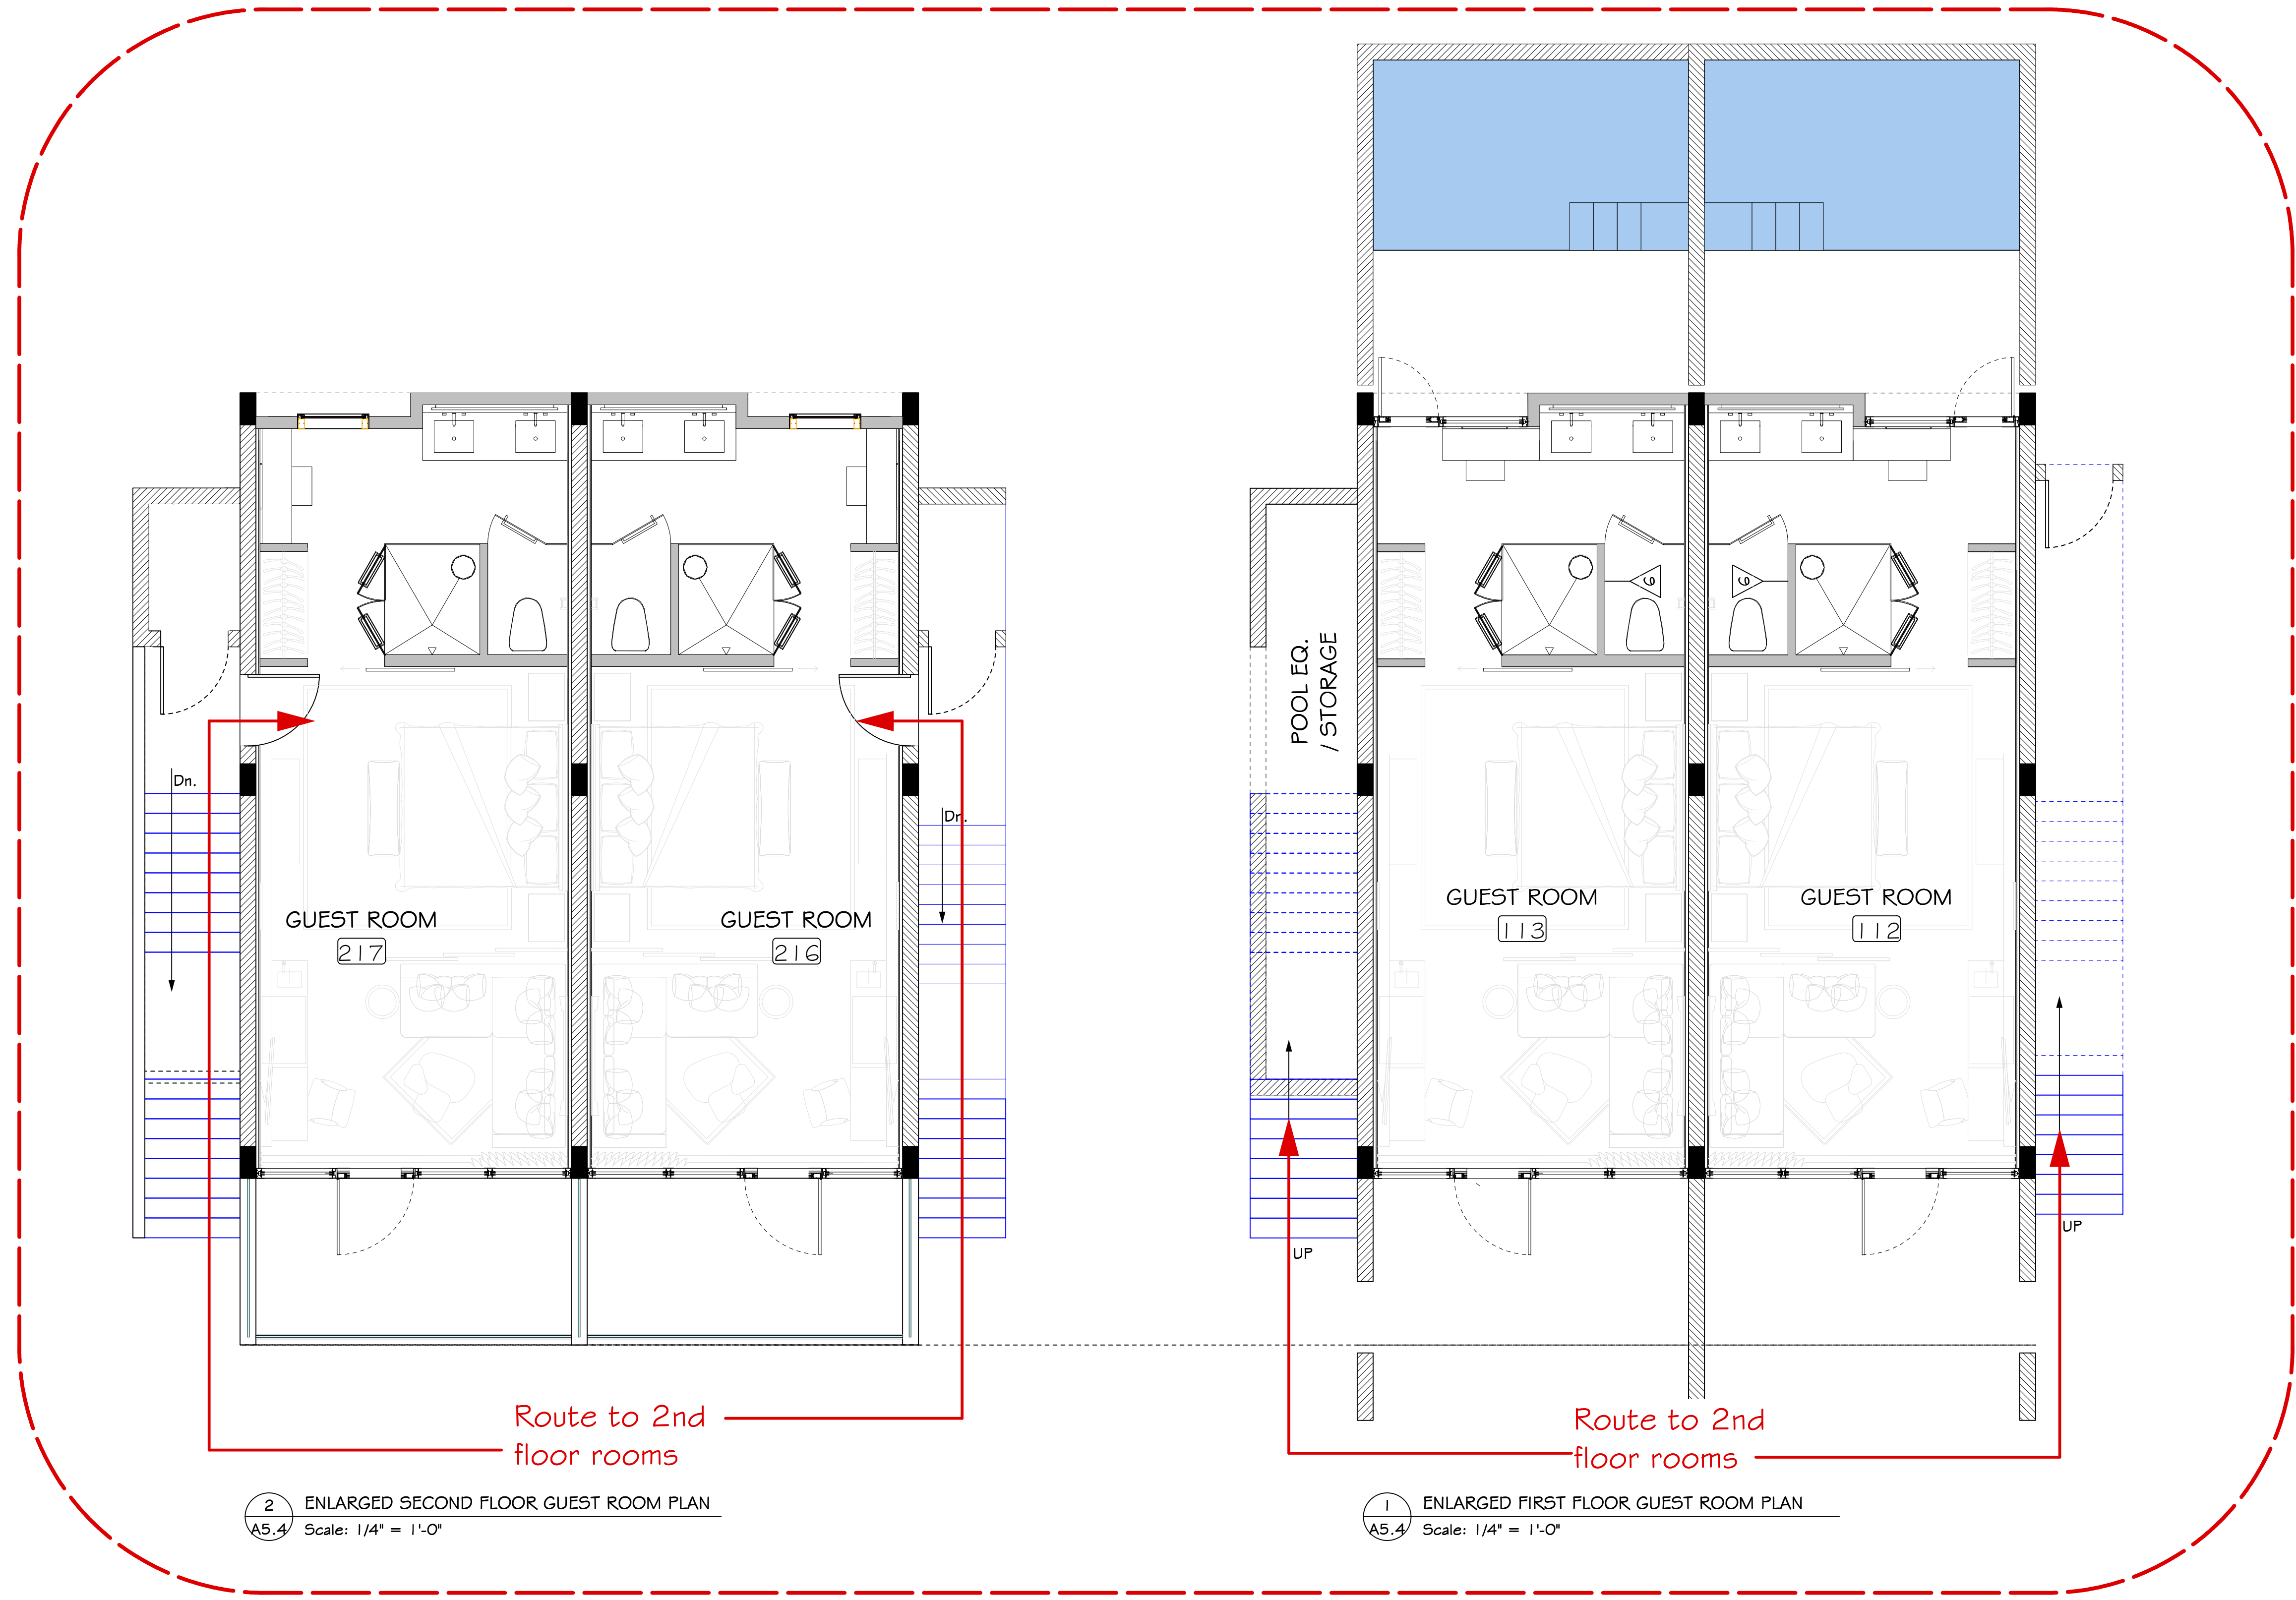 Dn.
Dn.
GUEST ROOM
217
GUEST ROOM
216
Route to 2nd
floor rooms
2
A5.4
ENLARGED SECOND FLOOR GUEST ROOM PLAN
Scale: 1/4" = 1'-0"
6
6
POOL EQ.
/ STORAGE
GUEST ROOM
113
GUEST ROOM
112
UP
UP
Route to 2nd
floor rooms
1
A5.4
ENLARGED FIRST FLOOR GUEST ROOM PLAN
Scale: 1/4" = 1'-0"